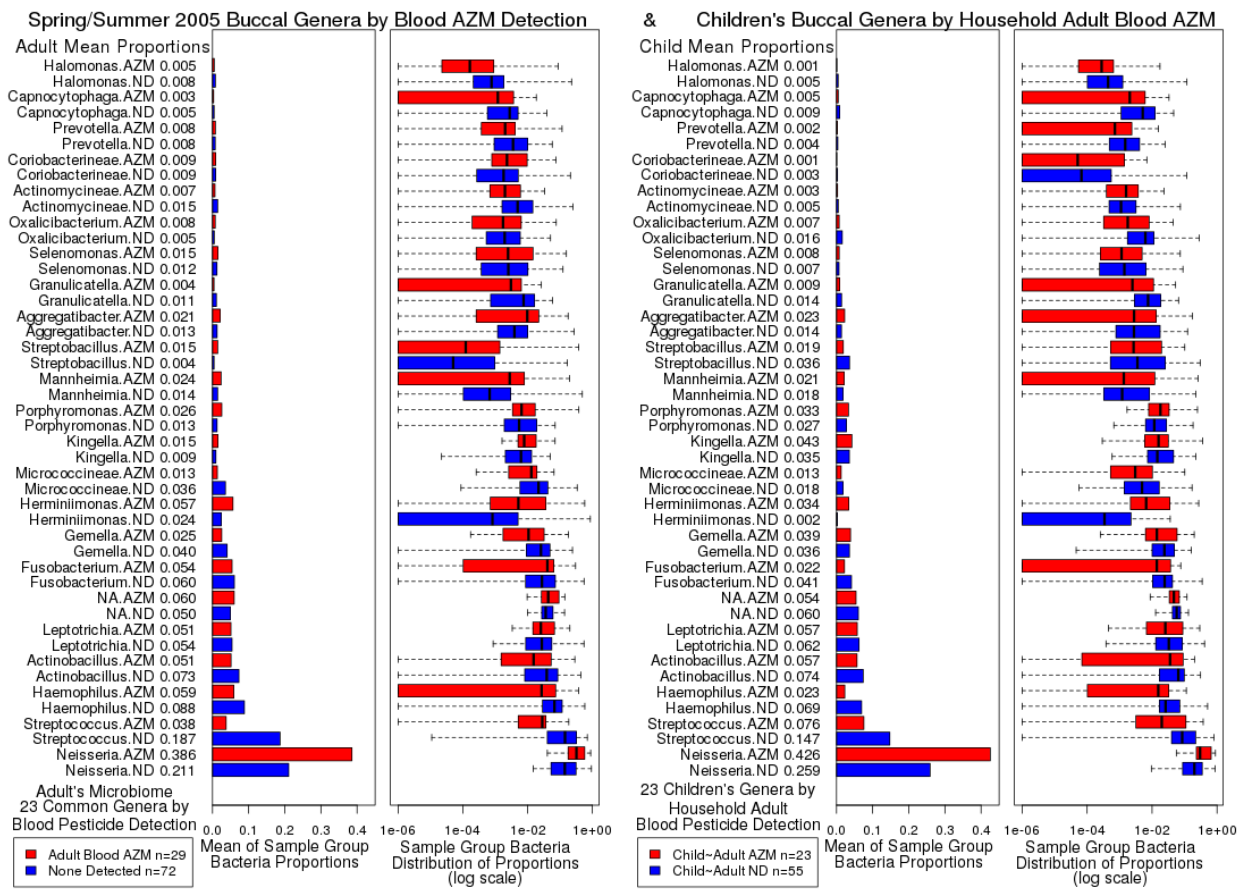 Spring/Summer 2005 Buccal Genera by Blood AZM Detection & Children's Buccal Genera by Household Adult Blood AZM
Adult Mean Proportions
Halomonas.AZM 0.005
Halomonas.ND 0.008
Capnocytophaga.AZM 0.003
Capnocytophaga.ND 0.005
Prevotella.AZM 0.008
Prevotella.ND 0.008
Coriobacterineae.AZM 0.009
Coriobacterineae.ND 0.009
Actinomycineae.AZM 0.007
Actinomycineae.ND 0.015
Oxalicibacterium.AZM 0.008
Oxalicibacterium.ND 0.005
Selenomonas.AZM 0.015
Selenomonas.ND 0.012
Granulicatella.AZM 0.004
Granulicatella.ND 0.011
Aggregatibacter.AZM 0.021
Aggregatibacter.ND 0.013
Streptobacillus.AZM 0.015
Streptobacillus.ND 0.004
Mannheimia.AZM 0.024
Mannheimia.ND 0.014
Porphyromonas.AZM 0.026
Porphyromonas.ND 0.013
Kingella.AZM 0.015
Kingella.ND 0.009
Micrococcineae.AZM 0.013
Micrococcineae.ND 0.036
Herminiimonas.AZM 0.057
Herminiimonas.ND 0.024
Gemella.AZM 0.025
Gemella.ND 0.040
Fusobacterium.AZM 0.054
Fusobacterium.ND 0.060
NA.AZM 0.060
NA.ND 0.050
Leptotrichia.AZM 0.051
Leptotrichia.ND 0.054
Actinobacillus.AZM 0.051
Actinobacillus.ND 0.073
Haemophilus.AZM 0.059
Haemophilus.ND 0.088
Streptococcus.AZM 0.038
Streptococcus.ND 0.187
Neisseria.AZM 0.386
Neisseria.ND 0.211
Adult's Microbiome
23 Common Genera by
Blood Pesticide Detection
Adult Blood AZM n=29
None Detected n=72
0.0 0.1 0.2 0.3 0.4
Mean of Sample Group
Bacteria Proportions
1e-06 1e-04 1e-02 1e+00
Sample Group Bacteria
Distribution of Proportions
(log scale)
Child Mean Proportions
Halomonas.AZM 0.001
Halomonas.ND 0.005
Capnocytophaga.AZM 0.005
Capnocytophaga.ND 0.009
Prevotella.AZM 0.002
Prevotella.ND 0.004
Coriobacterineae.AZM 0.001
Coriobacterineae.ND 0.003
Actinomycineae.AZM 0.003
Actinomycineae.ND 0.005
Oxalicibacterium.AZM 0.007
Oxalicibacterium.ND 0.016
Selenomonas.AZM 0.008
Selenomonas.ND 0.007
Granulicatella.AZM 0.009
Granulicatella.ND 0.014
Aggregatibacter.AZM 0.023
Aggregatibacter.ND 0.014
Streptobacillus.AZM 0.019
Streptobacillus.ND 0.036
Mannheimia.AZM 0.021
Mannheimia.ND 0.018
Porphyromonas.AZM 0.033
Porphyromonas.ND 0.027
Kingella.AZM 0.043
Kingella.ND 0.035
Micrococcineae.AZM 0.013
Micrococcineae.ND 0.018
Herminiimonas.AZM 0.034
Herminiimonas.ND 0.002
Gemella.AZM 0.039
Gemella.ND 0.036
Fusobacterium.AZM 0.022
Fusobacterium.ND 0.041
NA.AZM 0.054
NA.ND 0.060
Leptotrichia.AZM 0.057
Leptotrichia.ND 0.062
Actinobacillus.AZM 0.057
Actinobacillus.ND 0.074
Haemophilus.AZM 0.023
Haemophilus.ND 0.069
Streptococcus.AZM 0.076
Streptococcus.ND 0.147
Neisseria.AZM 0.426
Neisseria.ND 0.259
23 Children's Genera by
Household Adult
Blood Pesticide Detection
Child~Adult AZM n=23
Child~Adult ND n=55
0.0 0.1 0.2 0.3 0.4
Mean of Sample Group
Bacteria Proportions
1e-06 1e-04 1e-02 1e+00
Sample Group Bacteria
Distribution of Proportions
(log scale)